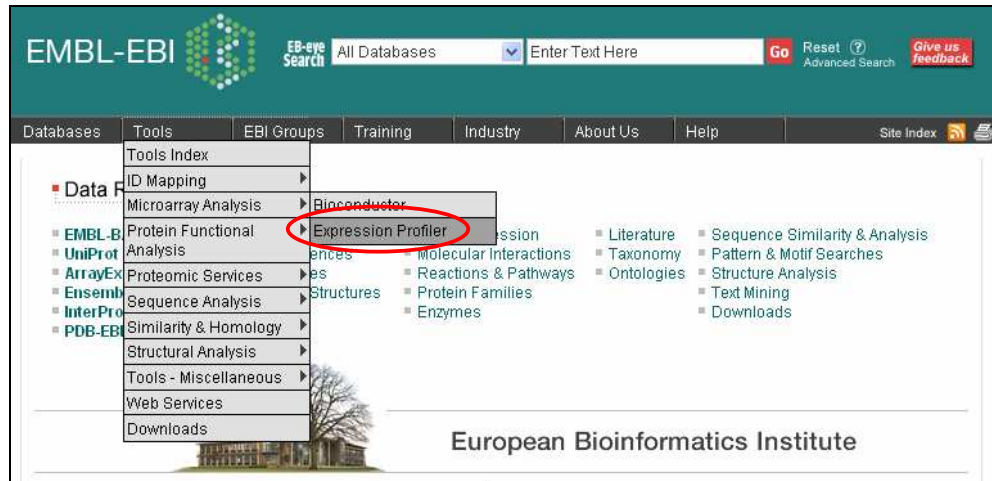 EMBL-EBI
EB-eye
Search
All Databases
Enter Text Here
Go
Reset ?
Advanced Search
Give us
feedback
Databases Tools EBI Groups Training Industry About Us Help Site Index
Tools Index
ID Mapping
Microarray Analysis
Protein Functional
Analysis
Proteomic Services
Sequence Analysis
Similarity & Homology
Structural Analysis
Tools - Miscellaneous
Web Services
Downloads
Bioconductor
Expression Profiler
Data R
EMBL-B
UniProt
ArrayEx
Ensemb
InterPro
PDB-EBI
ences
es
Structures
ession
Molecular Interactions
Reactions & Pathways
Protein Families
Enzymes
Literature
Taxonomy
Ontologies
Sequence Similarity & Analysis
Pattern & Motif Searches
Structure Analysis
Text Mining
Downloads
European Bioinformatics Institute